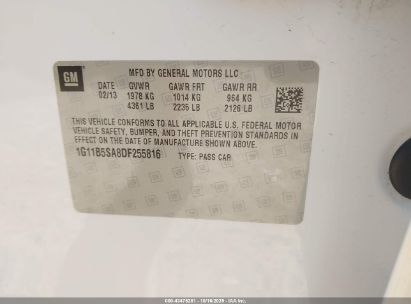 GM
MFD BY GENERAL MOTORS LLC
DATE GVWR GAWR FRT GAWR RR
02/13 1978 KG 1014 KG 964 KG
4361 LB 2235 LB 2126 LB
THIS VEHICLE CONFORMS TO ALL APPLICABLE U.S. FEDERAL MOTOR
VEHICLE SAFETY, BUMPER, AND THEFT PREVENTION STANDARDS IN
EFFECT ON THE DATE OF MANUFACTURE SHOWN ABOVE.
1G11B5SA8DF255816 TYPE: PASS CAR